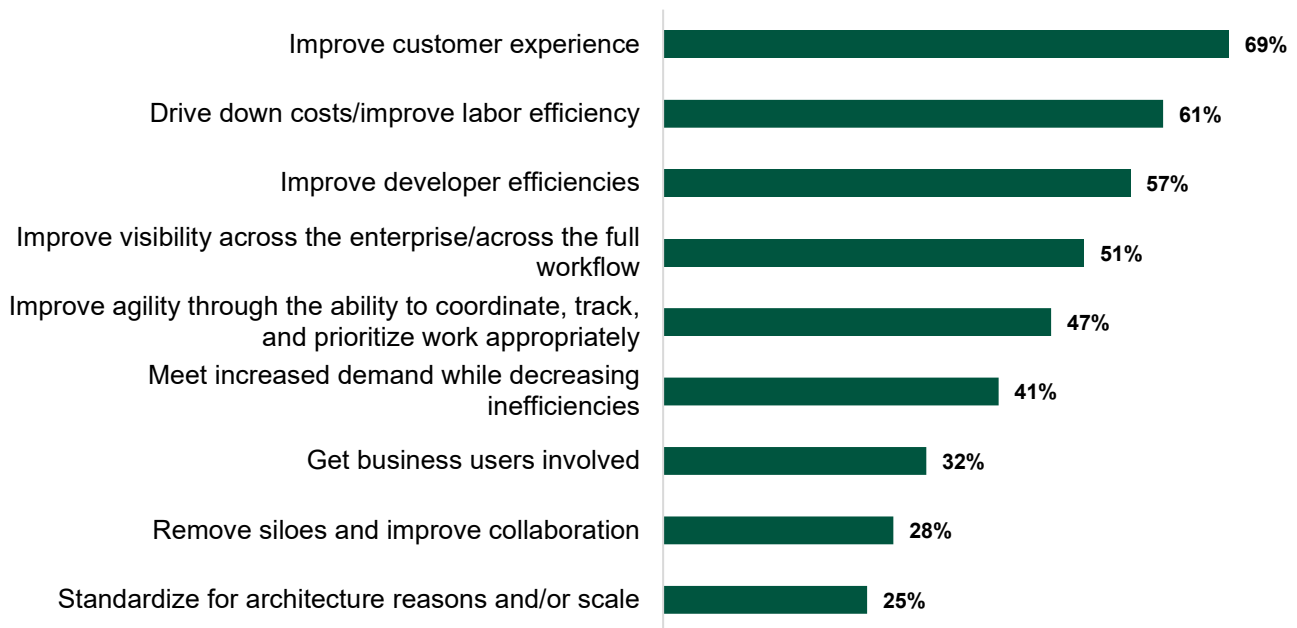 Improve customer experience
69%
Drive down costs/improve labor efficiency
61%
Improve developer efficiencies
57%
Improve visibility across the enterprise/across the full
workflow
51%
Improve agility through the ability to coordinate, track,
and prioritize work appropriately
47%
Meet increased demand while decreasing
inefficiencies
41%
Get business users involved
32%
Remove siloes and improve collaboration
28%
Standardize for architecture reasons and/or scale
25%